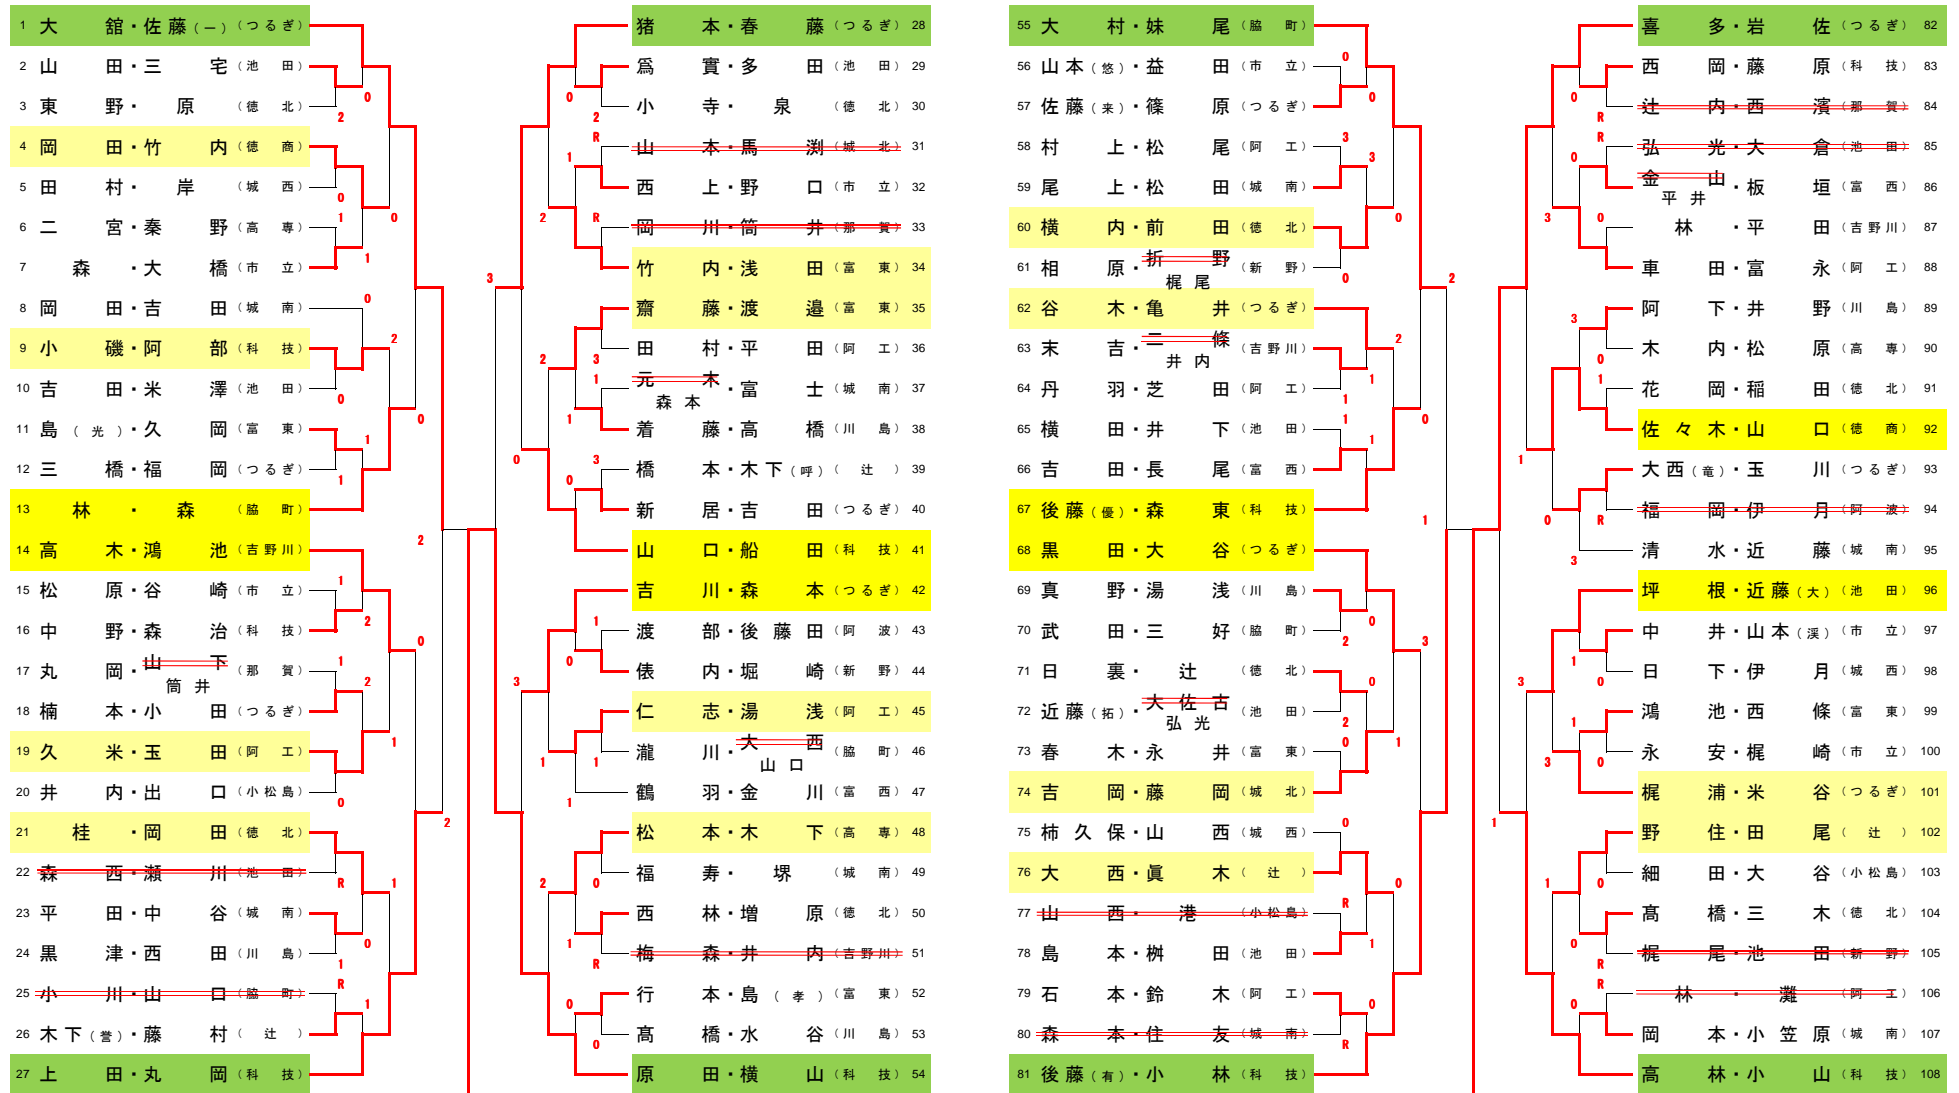 1 大舘・佐藤(一)(つるぎ)
2 山田・三宅(池田)
3 東野・原(徳北)
4 岡田・竹内(徳商)
5 田村・岸(城西)
6 二宮・秦野(高専)
7 森・大橋(市立)
8 岡田・吉田(城南)
9 小磯・阿部(科技)
10 吉田・米澤(池田)
11 島(光)・久岡(富東)
12 三橋・福岡(つるぎ)
13 林・森(脇町)
14 高木・鴻池(吉野川)
15 松原・谷崎(市立)
16 中野・森治(科技)
17 丸岡・山下(那賀)
筒井
18 楠本・小田(つるぎ)
19 久米・玉田(阿工)
20 井内・出口(小松島)
21 桂・岡田(徳北)
22 森西・瀬川(池田)
23 平田・中谷(城南)
24 黒津・西田(川島)
25 小川・山口(脇町)
26 木下(誉)・藤村(辻)
27 上田・丸岡(科技)
猪本・春藤(つるぎ) 28
爲實・多田(池田) 29
小寺・泉(徳北) 30
山本・馬渕(城北) 31
西上・野口(市立) 32
岡川・筒井(那賀) 33
竹内・浅田(富東) 34
齋藤・渡邉(富東) 35
田村・平田(阿工) 36
元木・富士(城南) 37
森本
着藤・高橋(川島) 38
橋本・木下(呼)(辻) 39
新居・吉田(つるぎ) 40
山口・船田(科技) 41
吉川・森本(つるぎ) 42
渡部・後藤田(阿波) 43
俵内・堀崎(新野) 44
仁志・湯浅(阿工) 45
瀧川・大西(脇町) 46
山口
鶴羽・金川(富西) 47
松本・木下(高専) 48
福寿・堺(城南) 49
西林・増原(徳北) 50
梅森・井内(吉野川) 51
行本・島(孝)(富東) 52
髙橋・水谷(川島) 53
原田・横山(科技) 54
55 大村・妹尾(脇町)
56 山本(悠)・益田(市立)
57 佐藤(来)・篠原(つるぎ)
58 村上・松尾(阿工)
59 尾上・松田(城南)
60 横内・前田(徳北)
61 相原・折野(新野)
梶尾
62 谷木・亀井(つるぎ)
63 末吉・二條(吉野川)
井内
64 丹羽・芝田(阿工)
65 横田・井下(池田)
66 吉田・長尾(富西)
67 後藤(優)・森東(科技)
68 黒田・大谷(つるぎ)
69 真野・湯浅(川島)
70 武田・三好(脇町)
71 日裏・辻(徳北)
72 近藤(拓)・大佐古(池田)
弘光
73 春木・永井(富東)
74 吉岡・藤岡(城北)
75 柿久保・山西(城西)
76 大西・眞木(辻)
77 山西・港(小松島)
78 島本・桝田(池田)
79 石本・鈴木(阿工)
80 森本・住友(城南)
81 後藤(有)・小林(科技)
喜多・岩佐(つるぎ) 82
西岡・藤原(科技) 83
辻内・西濱(那賀) 84
弘光・大倉(池田) 85
金山・板垣(富西) 86
平井
林・平田(吉野川) 87
車田・富永(阿工) 88
阿下・井野(川島) 89
木内・松原(高専) 90
花岡・稲田(徳北) 91
佐々木・山口(徳商) 92
大西(竜)・玉川(つるぎ) 93
福岡・伊月(阿波) 94
清水・近藤(城南) 95
坪根・近藤(大)(池田) 96
中井・山本(渓)(市立) 97
日下・伊月(城西) 98
鴻池・西條(富東) 99
永安・梶崎(市立) 100
梶浦・米谷(つるぎ) 101
野住・田尾(辻) 102
細田・大谷(小松島) 103
髙橋・三木(徳北) 104
梶尾・池田(新野) 105
林・灘(阿工) 106
岡本・小笠原(城南) 107
高林・小山(科技) 108